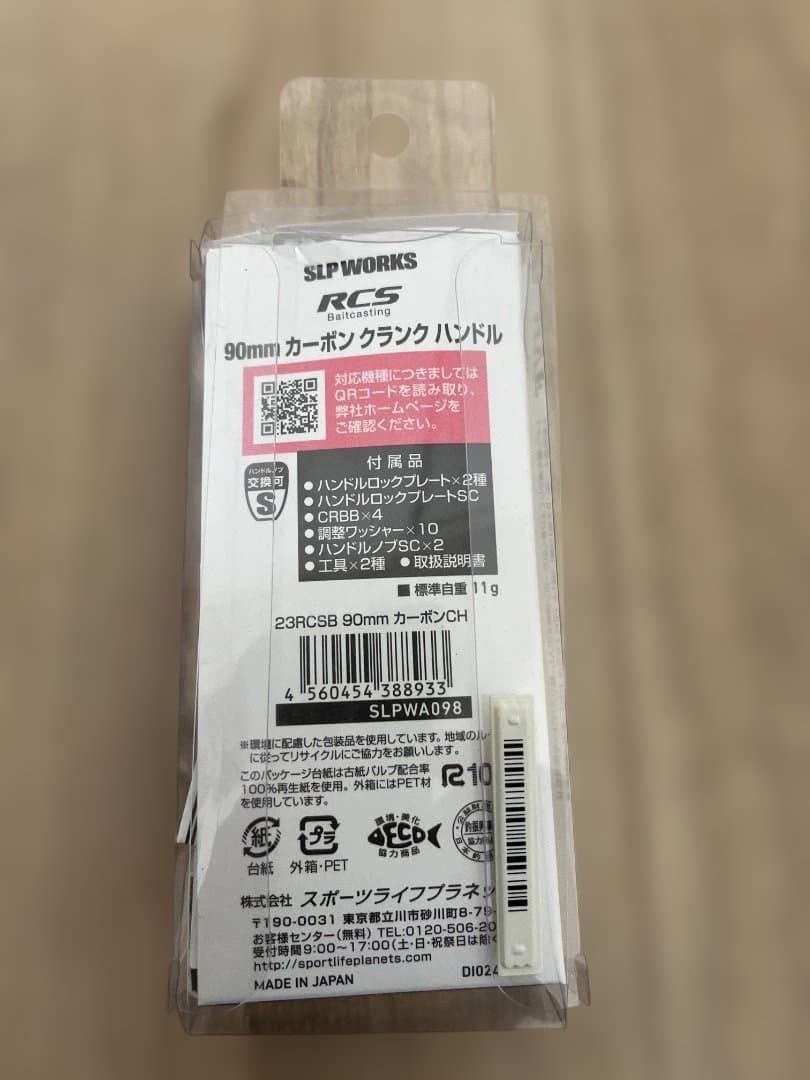 SLP WORKS
RCS
Baitcasting
90mm カーボン クランク ハンドル
対応機種につきましては
QRコードを読み取り、
弊社ホームページを
ご確認ください。
ハンドルノブ
交換可
S
付属品
●ハンドルロックプレート×2種
●ハンドルロックプレートSC
●CRBB×4
●調整ワッシャー×10
●ハンドルノブSC×2
●工具×2種 ●取扱説明書
■標準自重 11g
23RCSB 90mm カーボンCH
4 560454 388933
SLPWA098
※環境に配慮した包装品を使用しています。地域のルー
に従ってリサイクルにご協力をお願いします。
このパッケージ台紙は古紙パルプ配合率
100%再生紙を使用。外箱にはPET材
を使用しています。
R10
紙
プラ
環境・美化
ECO
協力商品
台紙 外箱・PET
株式会社 スポーツライフプラネッ
〒190-0031 東京都立川市砂川町8-79-
お客様センター(無料) TEL:0120-506-20
受付時間9:00〜17:00(土・日・祝祭日は除く
http://sportlifeplanets.com
MADE IN JAPAN DI024